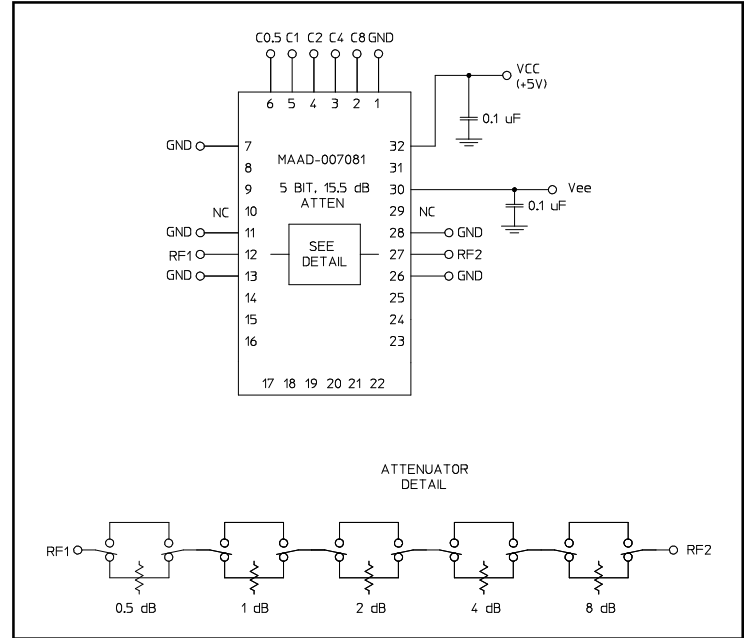 C0.5 C1 C2 C4 C8 GND
6 5 4 3 2 1
VCC
(+5V)
0.1 uF
GND 7
32
MAAD-007081
8
31
9
5 BIT, 15.5 dB
ATTEN
30
Vee
0.1 uF
NC 10
29 NC
GND 11
28 GND
RF1 12
SEE
DETAIL
27 RF2
GND 13
26 GND
14
25
15
24
16
23
17 18 19 20 21 22
ATTENUATOR
DETAIL
RF1
RF2
0.5 dB 1 dB 2 dB 4 dB 8 dB